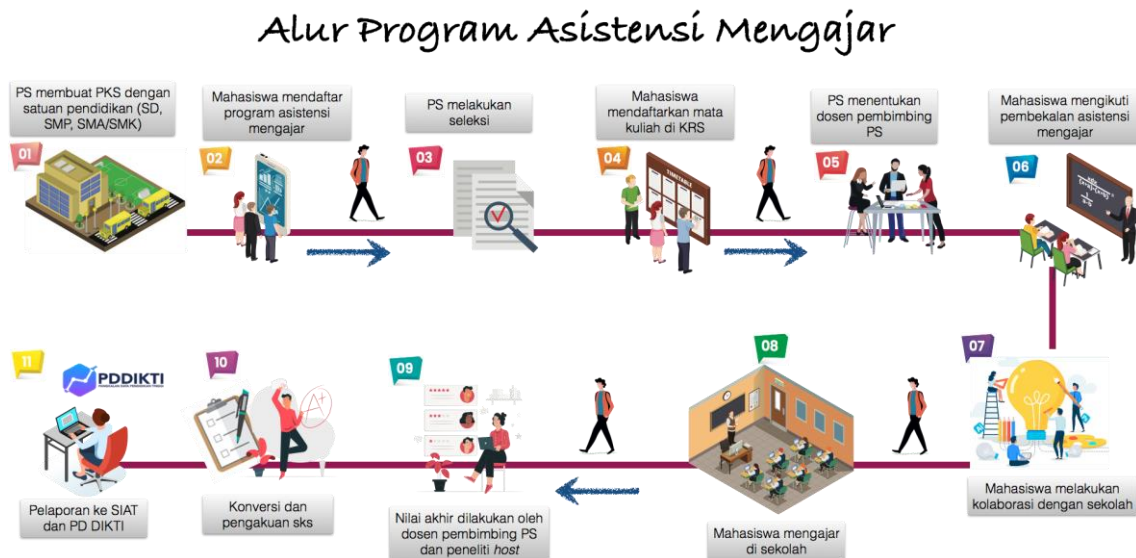 Alur Program Asistensi Mengajar
PS membuat PKS dengan
satuan pendidikan (SD,
SMP, SMA/SMK)
01
Mahasiswa mendaftar
program asistensi
mengajar
02
PS melakukan
seleksi
03
Mahasiswa
mendaftarkan mata
kuliah di KRS
04
TIMETABLE
PS menentukan
dosen pembimbing
PS
05
Mahasiswa mengikuti
pembekalan asistensi
mengajar
06
07
Mahasiswa melakukan
kolaborasi dengan sekolah
08
Mahasiswa mengajar
di sekolah
09
Nilai akhir dilakukan oleh
dosen pembimbing PS
dan peneliti host
10
A+
Konversi dan
pengakuan sks
11
PDDIKTI
Pelaporan ke SIAT
dan PD DIKTI